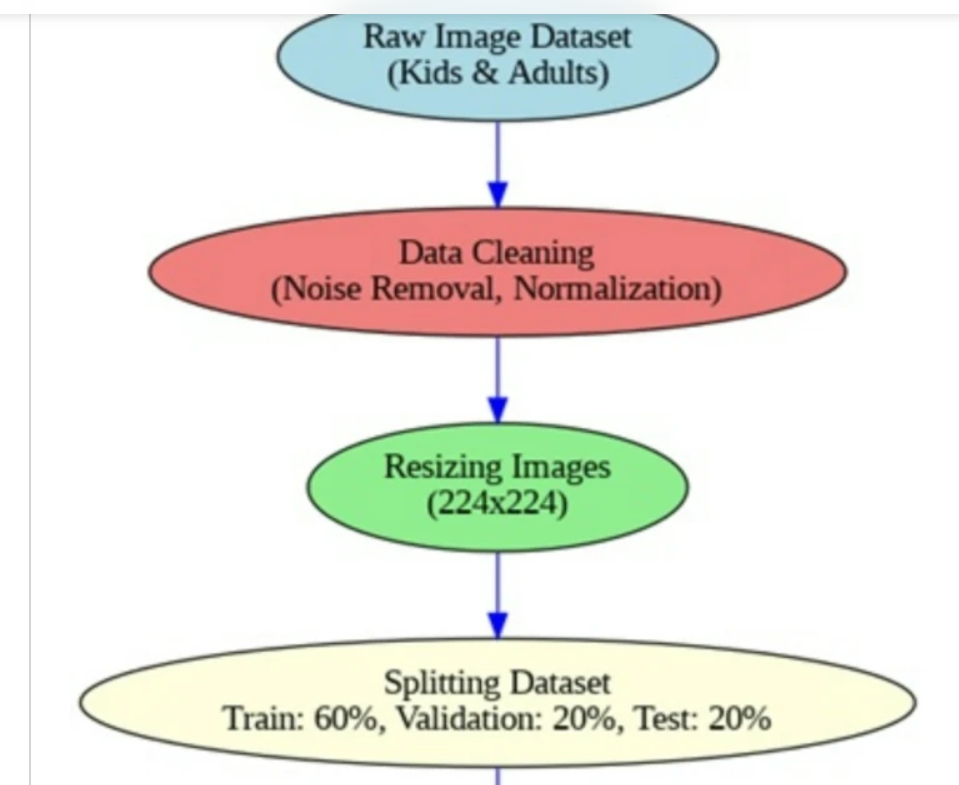 Raw Image Dataset
(Kids & Adults)
Data Cleaning
(Noise Removal, Normalization)
Resizing Images
(224x224)
Splitting Dataset
Train: 60%, Validation: 20%, Test: 20%